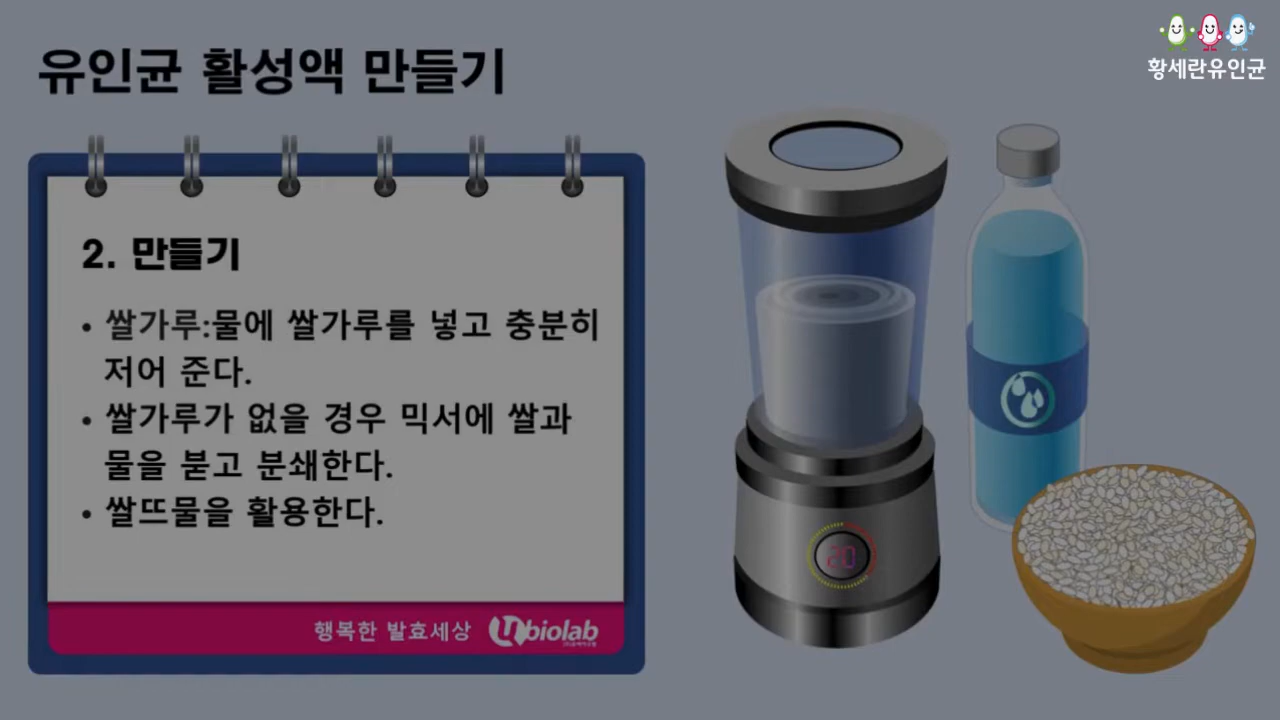 유인균 활성액 만들기
황세란유인균
2. 만들기
• 쌀가루:물에 쌀가루를 넣고 충분히
저어 준다.
• 쌀가루가 없을 경우 믹서에 쌀과
물을 붇고 분쇄한다.
• 쌀뜨물을 활용한다.
20
행복한 발효세상 Unbiolab